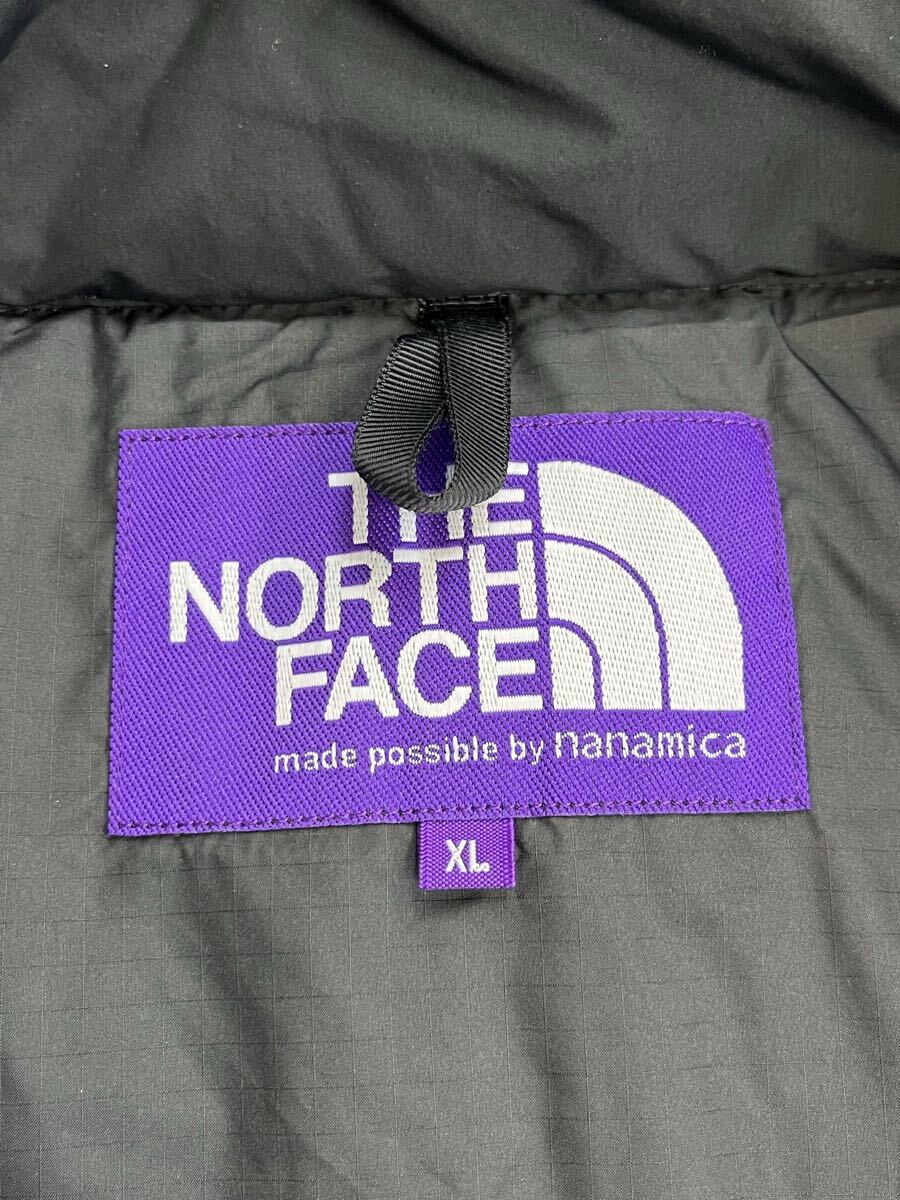 THE
NORTH
FACE
made possible by nanamica
XL